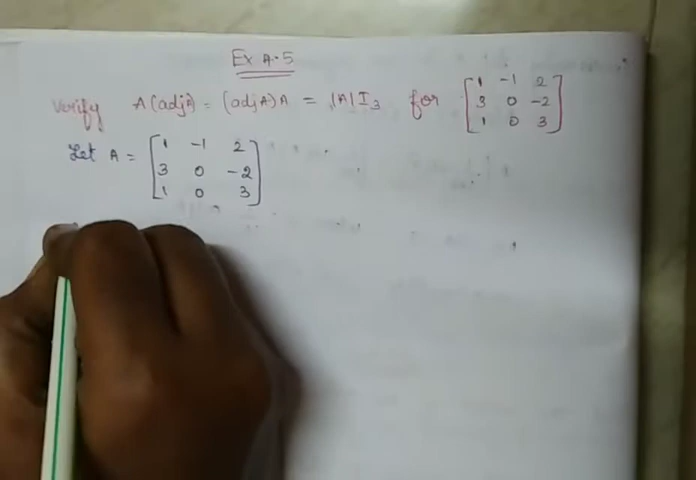 Ex 4.5
Verify A(adjA) = (adjA)A = |A|I₃ for [1 -1 2
3 0 -2
1 0 3]
Let A = [1 -1 2
3 0 -2
1 0 3]